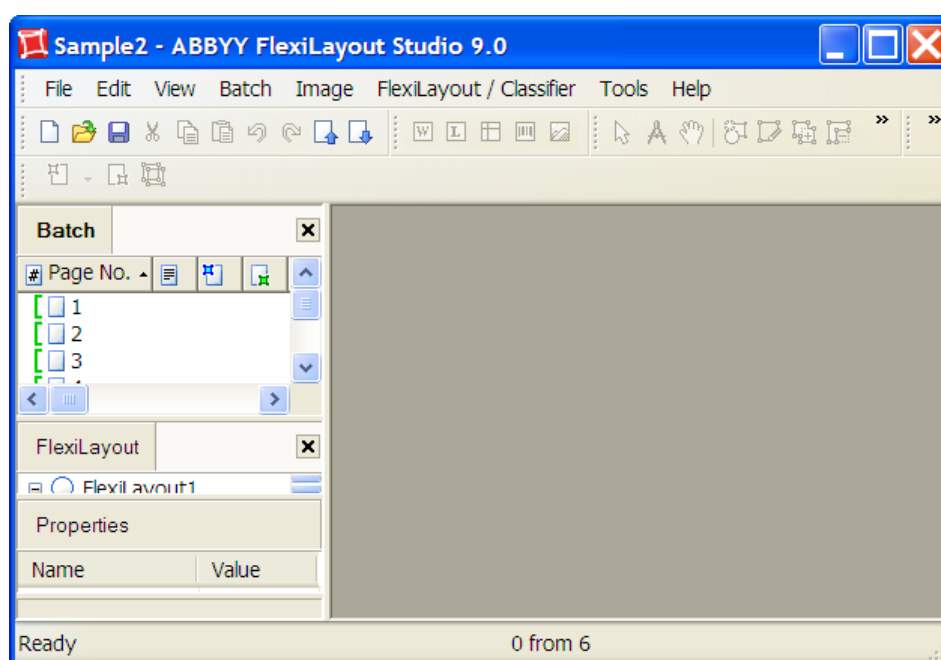 Sample2 - ABBYY FlexiLayout Studio 9.0
File Edit View Batch Image FlexiLayout / Classifier Tools Help
W L » »
Batch
# Page No.
1
2
3
FlexiLayout
FlexiLayout1
Properties
Name Value
Ready 0 from 6